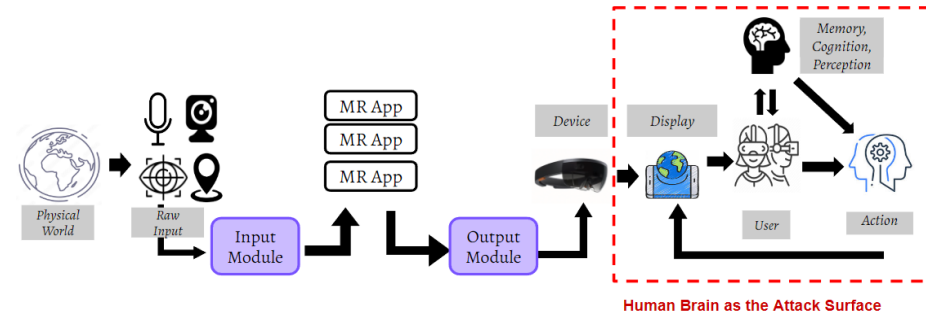 Physical
World
Raw
Input
Input
Module
MR App
MR App
MR App
Output
Module
Device
Display
Memory,
Cognition,
Perception
User
Action
Human Brain as the Attack Surface